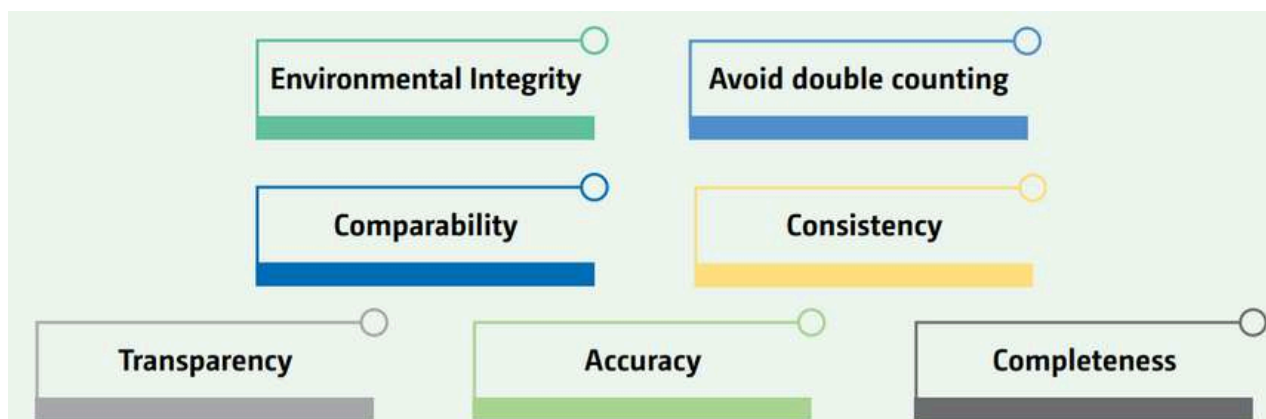 Environmental Integrity
Avoid double counting
Comparability
Consistency
Transparency
Accuracy
Completeness